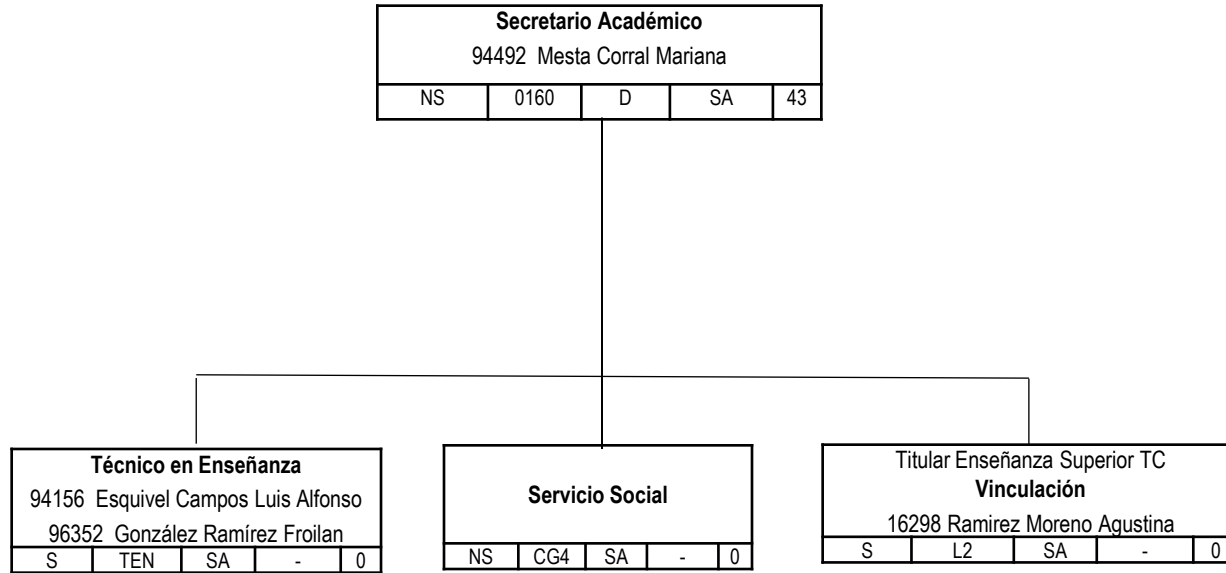 Secretario Académico
94492 Mesta Corral Mariana
NS 0160 D SA 43
Técnico en Enseñanza
94156 Esquivel Campos Luis Alfonso
96352 González Ramírez Froilan
S TEN SA - 0
Servicio Social
NS CG4 SA - 0
Titular Enseñanza Superior TC
Vinculación
16298 Ramirez Moreno Agustina
S L2 SA - 0